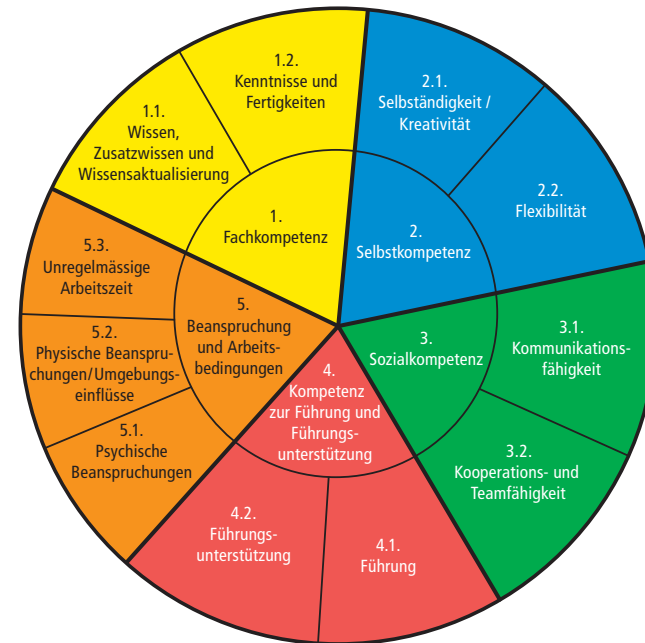 1.
Fachkompetenz
1.1.
Wissen,
Zusatzwissen und
Wissensaktualisierung
1.2.
Kenntnisse und
Fertigkeiten
2.
Selbstkompetenz
2.1.
Selbständigkeit /
Kreativität
2.2.
Flexibilität
3.
Sozialkompetenz
3.1.
Kommunikations-
fähigkeit
3.2.
Kooperations- und
Teamfähigkeit
4.
Kompetenz
zur Führung und
Führungs-
unterstützung
4.1.
Führung
4.2.
Führungs-
unterstützung
5.
Beanspruchung
und Arbeits-
bedingungen
5.1.
Psychische
Beanspruchungen
5.2.
Physische Beanspru-
chungen/Umgebungs-
einflüsse
5.3.
Unregelmässige
Arbeitszeit